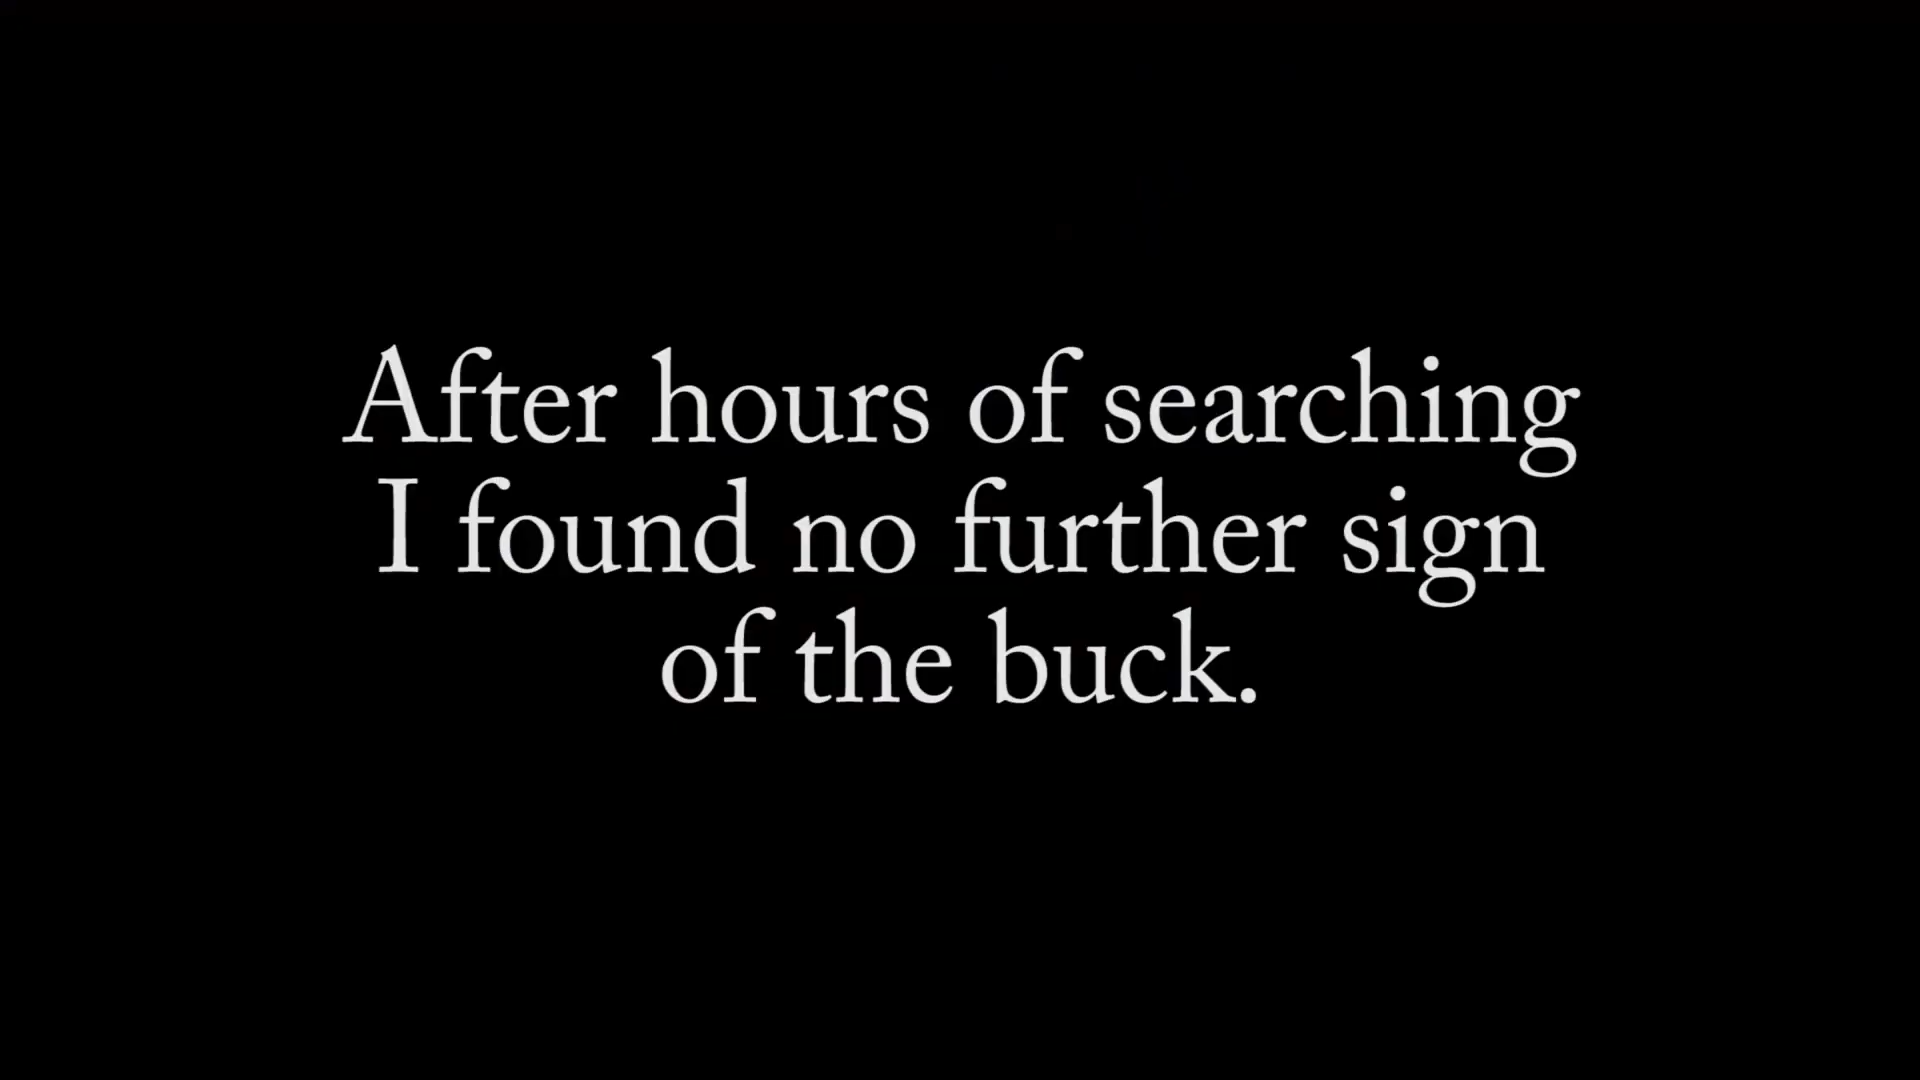 After hours of searching
I found no further sign
of the buck.